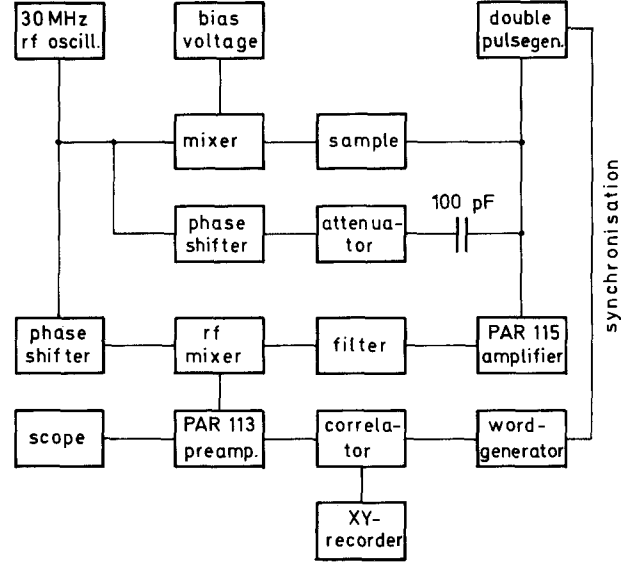 30 MHz
rf oscill.
bias
voltage
double
pulsegen.
mixer
sample
phase
shifter
attenua-
tor
100 pF
synchronisation
phase
shifter
rf
mixer
filter
PAR 115
amplifier
scope
PAR 113
preamp.
correla-
tor
word-
generator
XY-
recorder